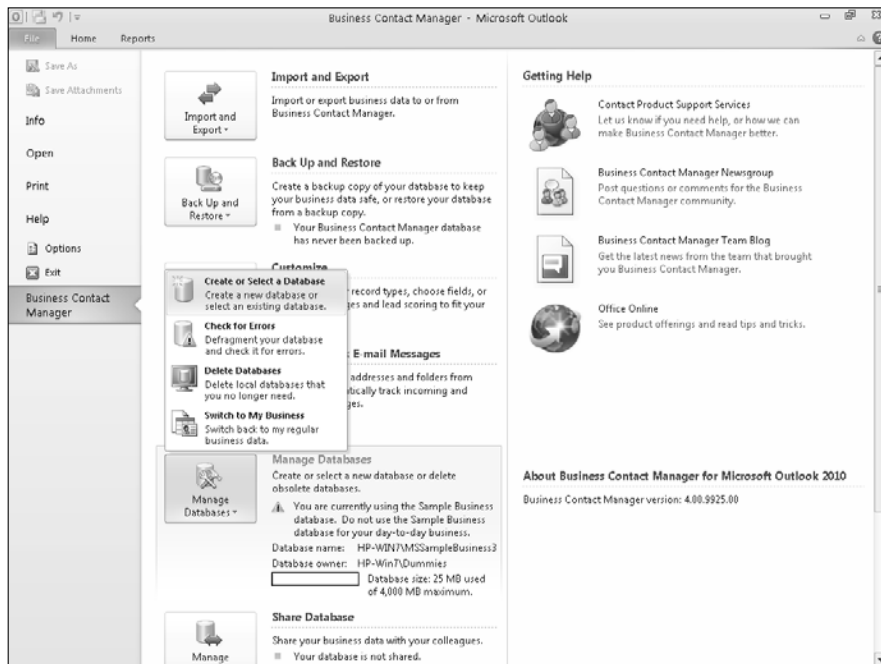 Business Contact Manager - Microsoft Outlook
File
Home
Reports
Save As
Save Attachments
Info
Open
Print
Help
Options
Exit
Business Contact
Manager
Import and
Export
Import and Export
Import or export business data to or from
Business Contact Manager.
Back Up and
Restore
Back Up and Restore
Create a backup copy of your database to keep
your business data safe, or restore your database
from a backup copy.
Your Business Contact Manager database
has never been backed up.
Customize
record types, choose fields, or
ges and lead scoring to fit your
E-mail Messages
addresses and folders from
tically track incoming and
ges.
Create or Select a Database
Create a new database or
select an existing database.
Check for Errors
Defragment your database
and check it for errors.
Delete Databases
Delete local databases that
you no longer need.
Switch to My Business
Switch back to my regular
business data.
Manage
Databases
Manage Databases
Create or select a new database or delete
obsolete databases.
You are currently using the Sample Business
database. Do not use the Sample Business
database for your day-to-day business.
Database name: HP-WIN7\MSSampleBusiness3
Database owner: HP-Win7\Dummies
Database size: 25 MB used
of 4,000 MB maximum.
Manage
Share Database
Share your business data with your colleagues.
Your database is not shared.
Getting Help
Contact Product Support Services
Let us know if you need help, or how we can
make Business Contact Manager better.
Business Contact Manager Newsgroup
Post questions or comments for the Business
Contact Manager community.
Business Contact Manager Team Blog
Get the latest news from the team that brought
you Business Contact Manager.
Office Online
See product offerings and read tips and tricks.
About Business Contact Manager for Microsoft Outlook 2010
Business Contact Manager version: 4.00.9925.00